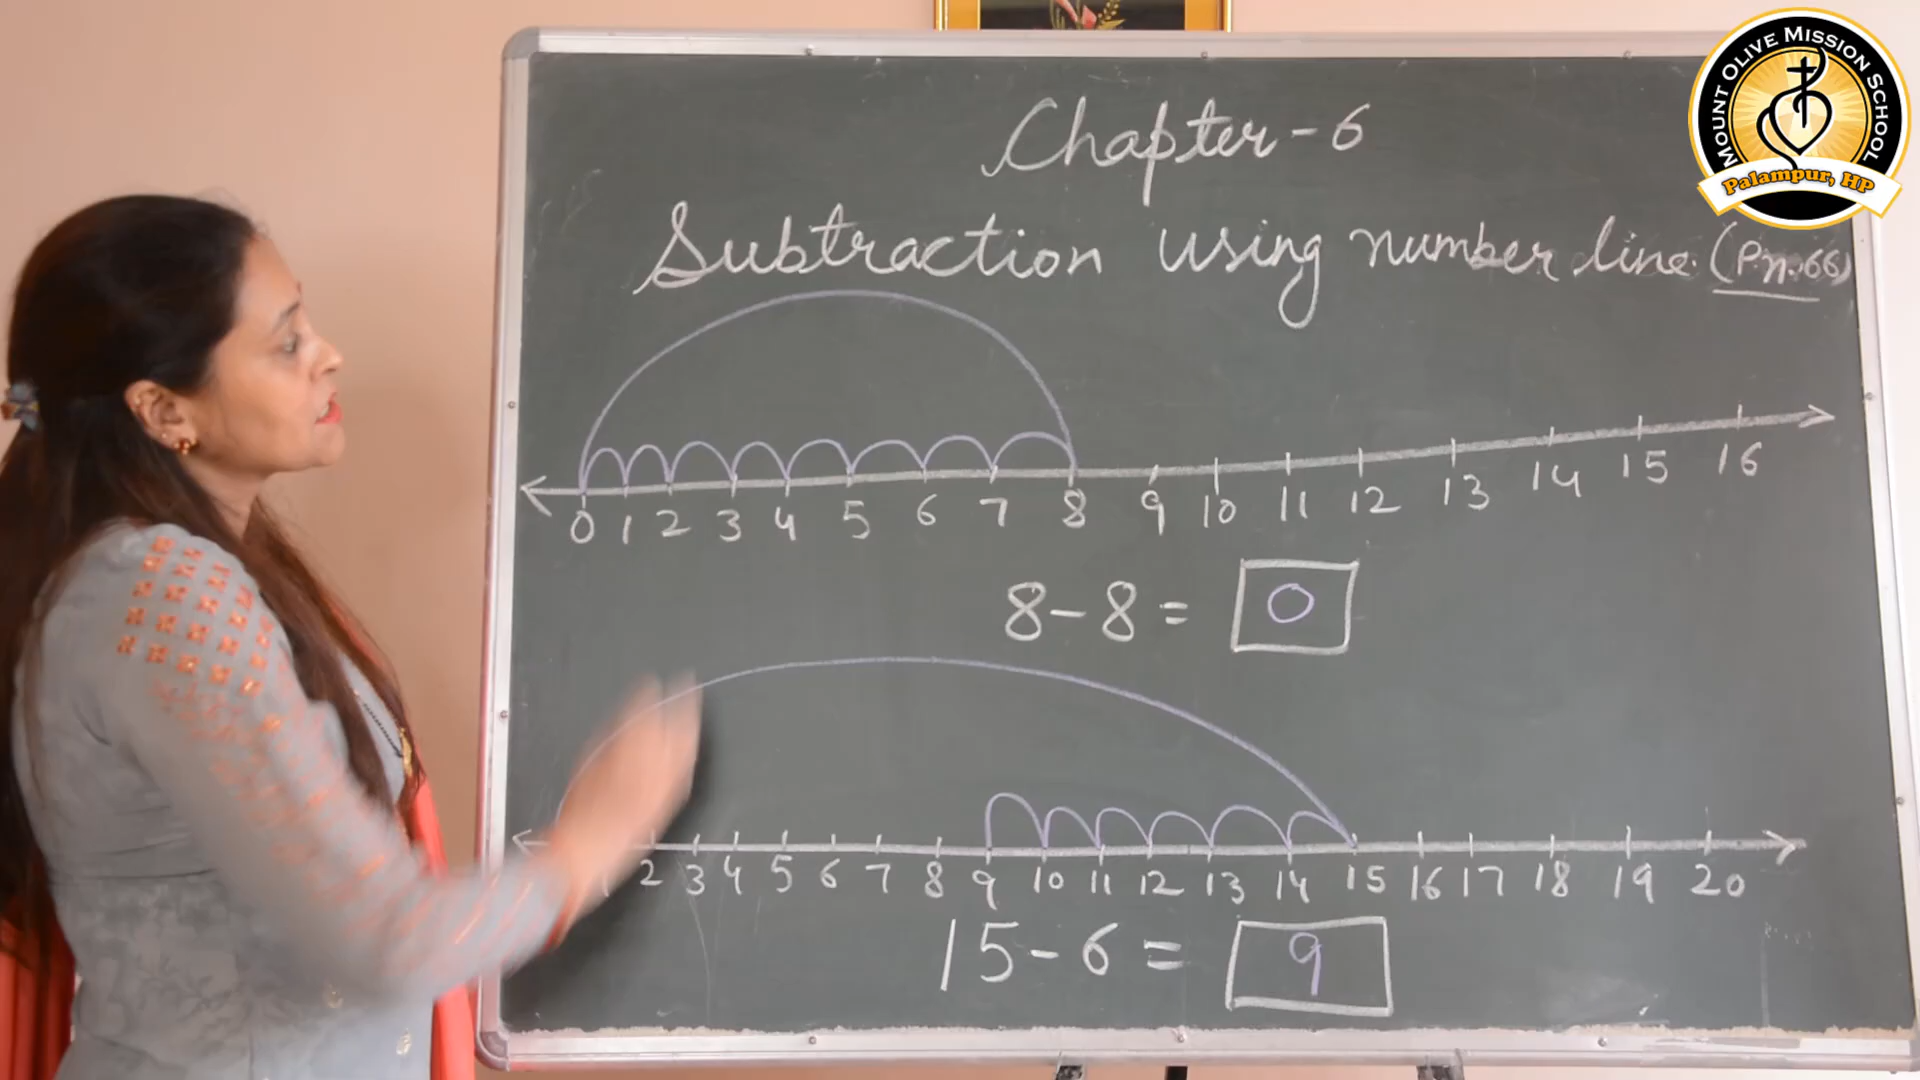 MOUNT OLIVE MISSION SCHOOL
Palampur, HP
Chapter-6
Subtraction using number line. (Pn.66)
0 1 2 3 4 5 6 7 8 9 10 11 12 13 14 15 16
8-8= 0
1 2 3 4 5 6 7 8 9 10 11 12 13 14 15 16 17 18 19 20
15-6= 9